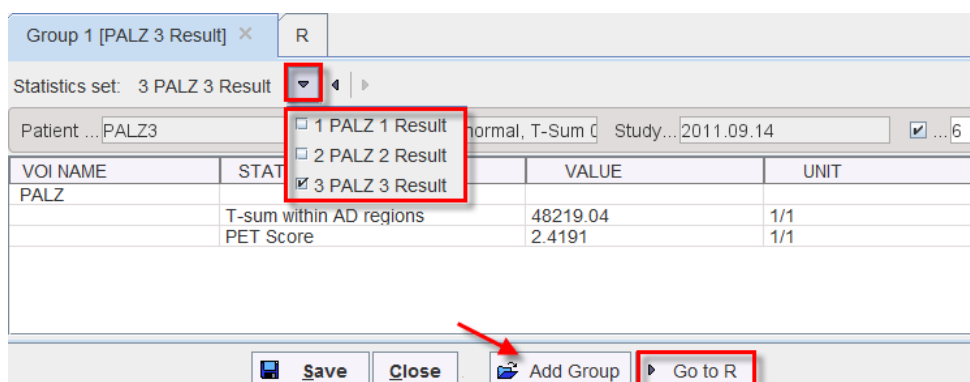 Group 1 [PALZ 3 Result] × R
Statistics set: 3 PALZ 3 Result
1 PALZ 1 Result
2 PALZ 2 Result
3 PALZ 3 Result
Patient ... PALZ3 normal, T-Sum Study... 2011.09.14 ... 6
VOI NAME STAT VALUE UNIT
PALZ
T-sum within AD regions 48219.04 1/1
PET Score 2.4191 1/1
Save Close Add Group Go to R